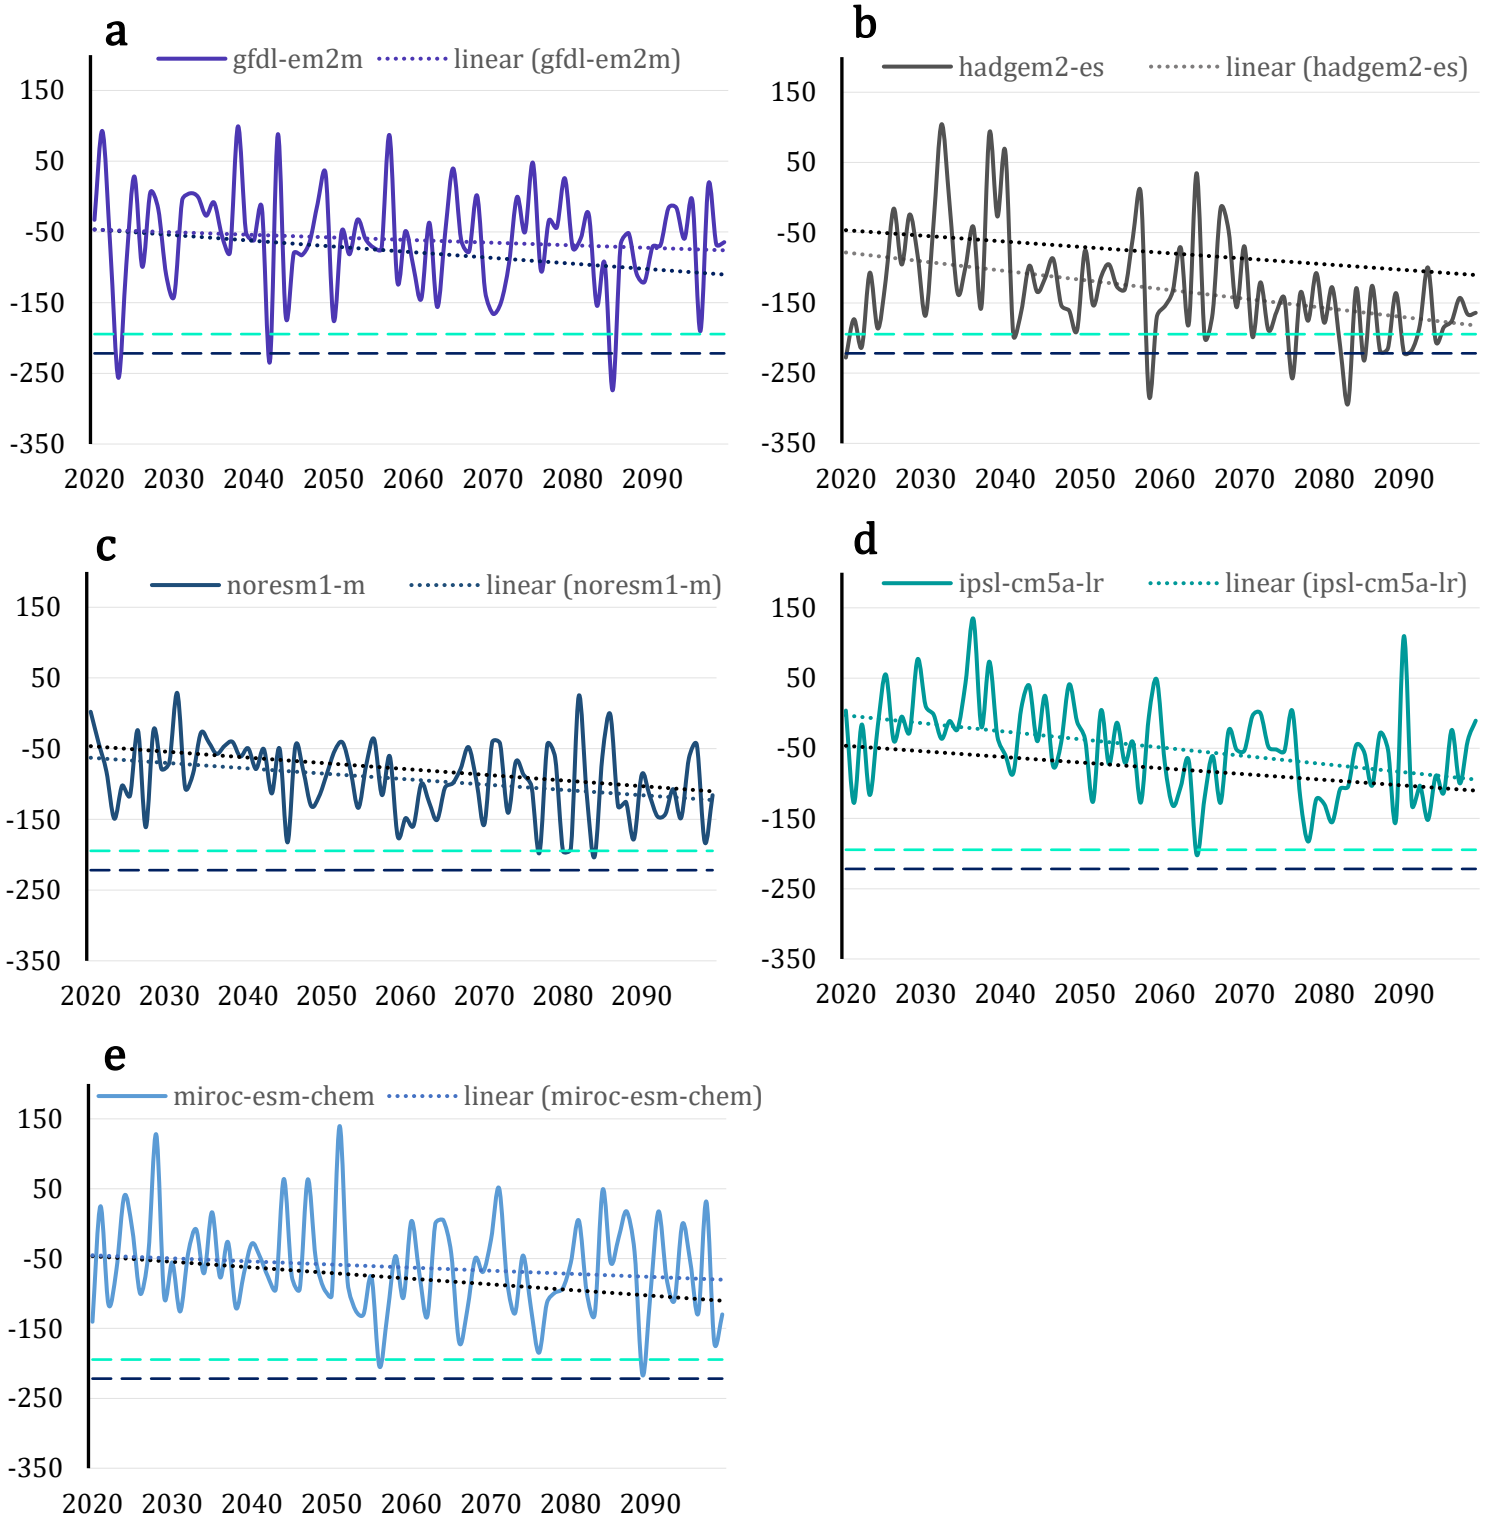 a
gfdl-em2m linear (gfdl-em2m)
150
50
-50
-150
-250
-350
2020 2030 2040 2050 2060 2070 2080 2090
b
hadgem2-es linear (hadgem2-es)
150
50
-50
-150
-250
-350
2020 2030 2040 2050 2060 2070 2080 2090
c
noresm1-m linear (noresm1-m)
150
50
-50
-150
-250
-350
2020 2030 2040 2050 2060 2070 2080 2090
d
ipsl-cm5a-lr linear (ipsl-cm5a-lr)
150
50
-50
-150
-250
-350
2020 2030 2040 2050 2060 2070 2080 2090
e
miroc-esm-chem linear (miroc-esm-chem)
150
50
-50
-150
-250
-350
2020 2030 2040 2050 2060 2070 2080 2090